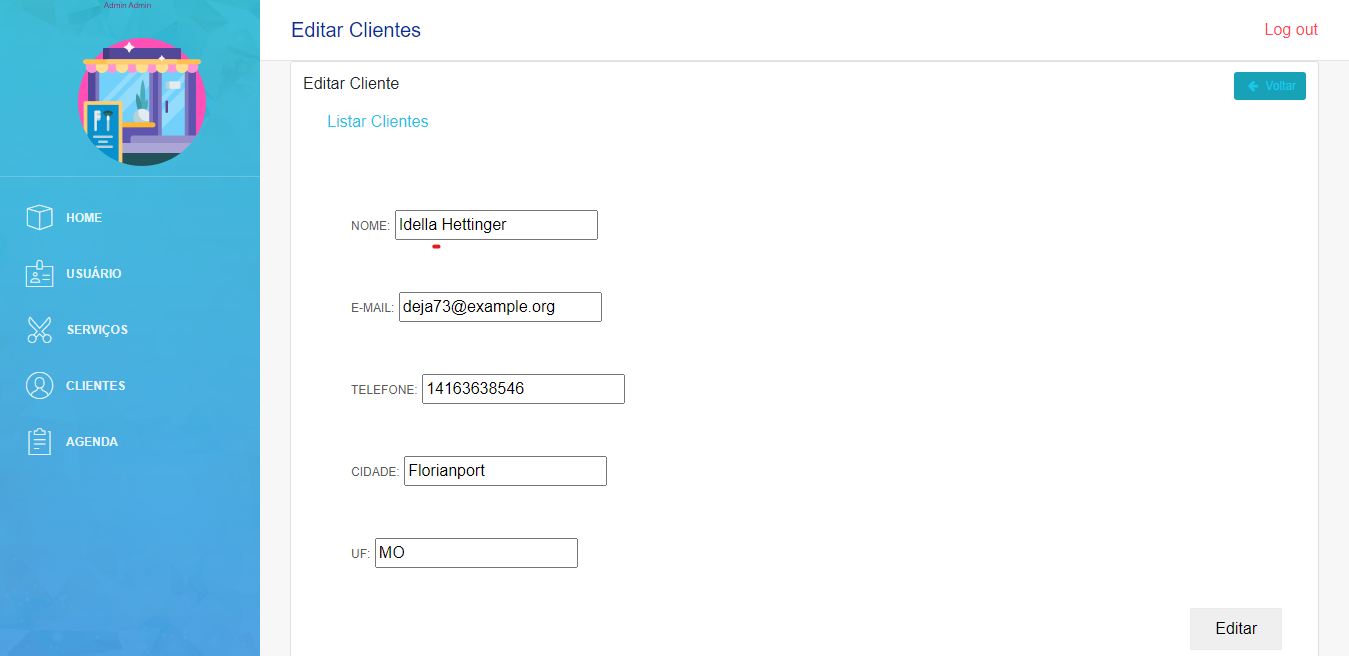 Admin Admin
HOME
USUÁRIO
SERVIÇOS
CLIENTES
AGENDA
Editar Clientes
Log out
Editar Cliente
Voltar
Listar Clientes
NOME: Idella Hettinger
E-MAIL: deja73@example.org
TELEFONE: 14163638546
CIDADE: Florianport
UF: MO
Editar